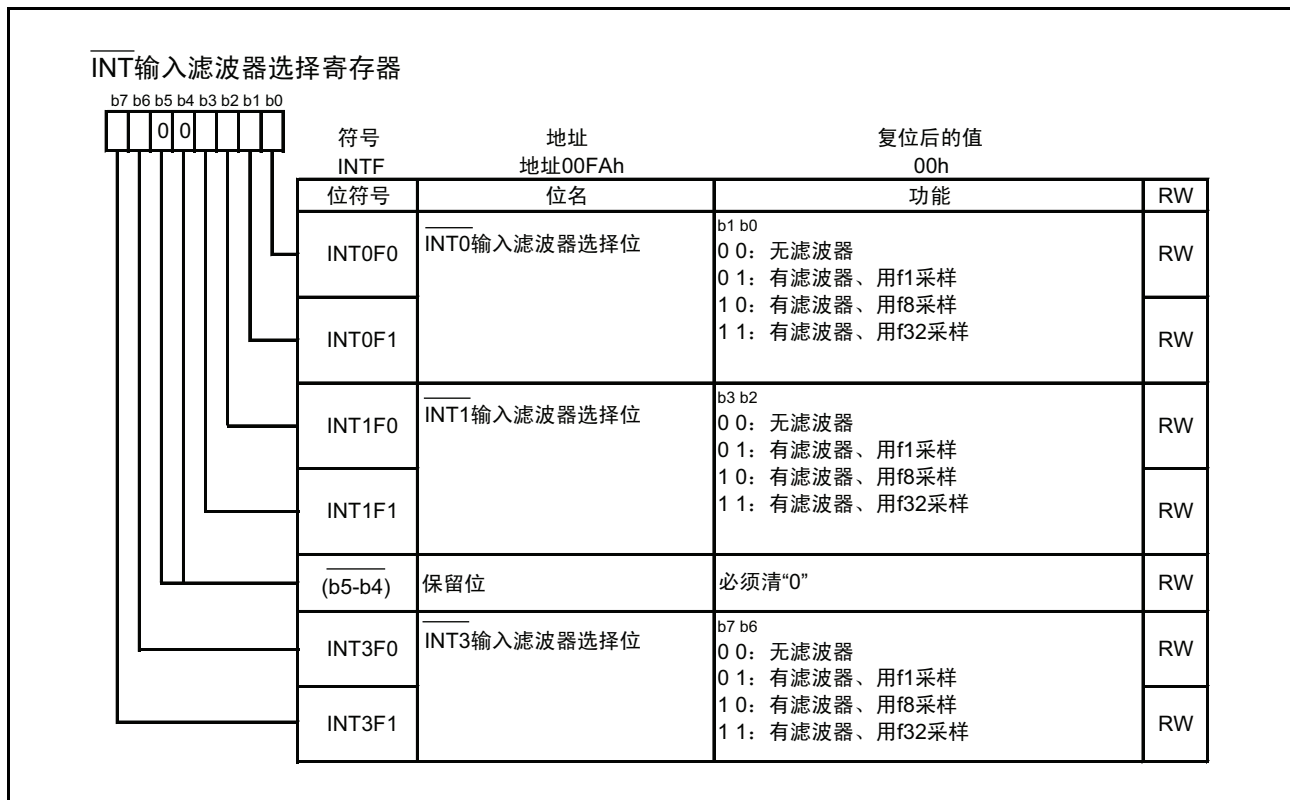 INT输入滤波器选择寄存器
b7 b6 b5 b4 b3 b2 b1 b0
0 0
符号 地址 复位后的值
INTF 地址00FAh 00h
位符号 位名 功能 RW
INT0F0 INT0输入滤波器选择位 RW
b1 b0
0 0：无滤波器
0 1：有滤波器、用f1采样
1 0：有滤波器、用f8采样
1 1：有滤波器、用f32采样
INT0F1 RW
INT1F0 INT1输入滤波器选择位 RW
b3 b2
0 0：无滤波器
0 1：有滤波器、用f1采样
1 0：有滤波器、用f8采样
1 1：有滤波器、用f32采样
INT1F1 RW
(b5-b4) 保留位 必须清“0” RW
INT3F0 INT3输入滤波器选择位 RW
b7 b6
0 0：无滤波器
0 1：有滤波器、用f1采样
1 0：有滤波器、用f8采样
1 1：有滤波器、用f32采样
INT3F1 RW